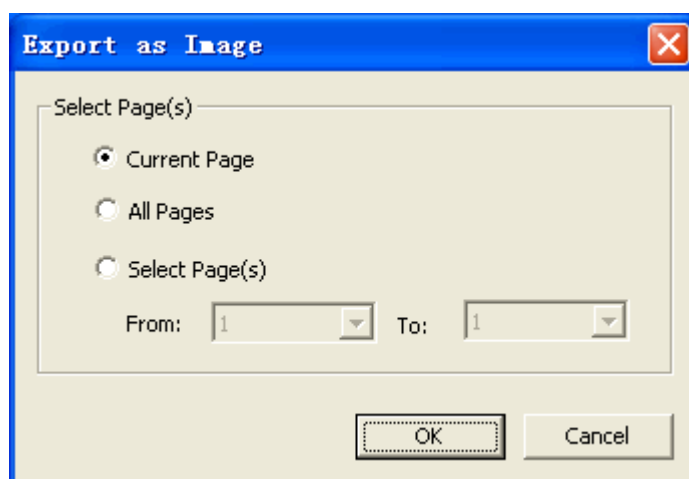 Export as Image
Select Page(s)
Current Page
All Pages
Select Page(s)
From: 1 To: 1
OK Cancel